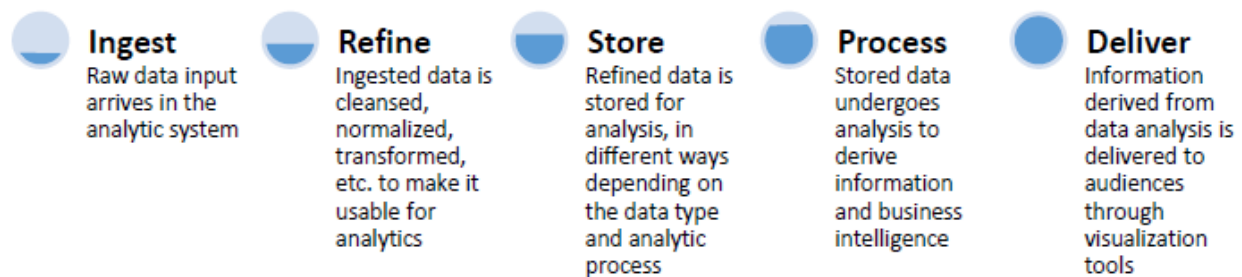 Ingest
Raw data input
arrives in the
analytic system
Refine
Ingested data is
cleansed,
normalized,
transformed,
etc. to make it
usable for
analytics
Store
Refined data is
stored for
analysis, in
different ways
depending on
the data type
and analytic
process
Process
Stored data
undergoes
analysis to
derive
information
and business
intelligence
Deliver
Information
derived from
data analysis is
delivered to
audiences
through
visualization
tools